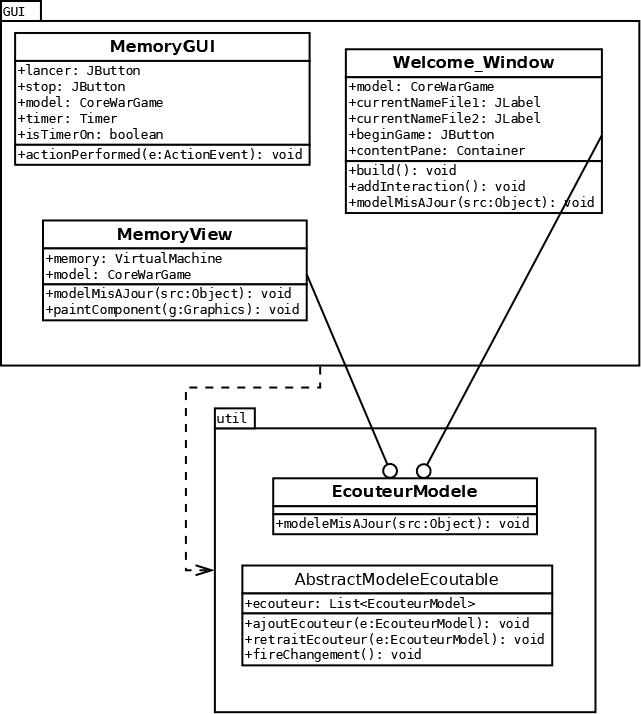 GUI
MemoryGUI
+lancer: JButton
+stop: JButton
+model: CoreWarGame
+timer: Timer
+isTimerOn: boolean
+actionPerformed(e:ActionEvent): void
Welcome_Window
+model: CoreWarGame
+currentNameFile1: JLabel
+currentNameFile2: JLabel
+beginGame: JButton
+contentPane: Container
+build(): void
+addInteraction(): void
+modelMisAJour(src:Object): void
MemoryView
+memory: VirtualMachine
+model: CoreWarGame
+modelMisAJour(src:Object): void
+paintComponent(g:Graphics): void
util
EcouteurModele
+modeleMisAJour(src:Object): void
AbstractModeleEcoutable
+ecouteur: List<EcouteurModel>
+ajoutEcouteur(e:EcouteurModel): void
+retraitEcouteur(e:EcouteurModel): void
+fireChangement(): void